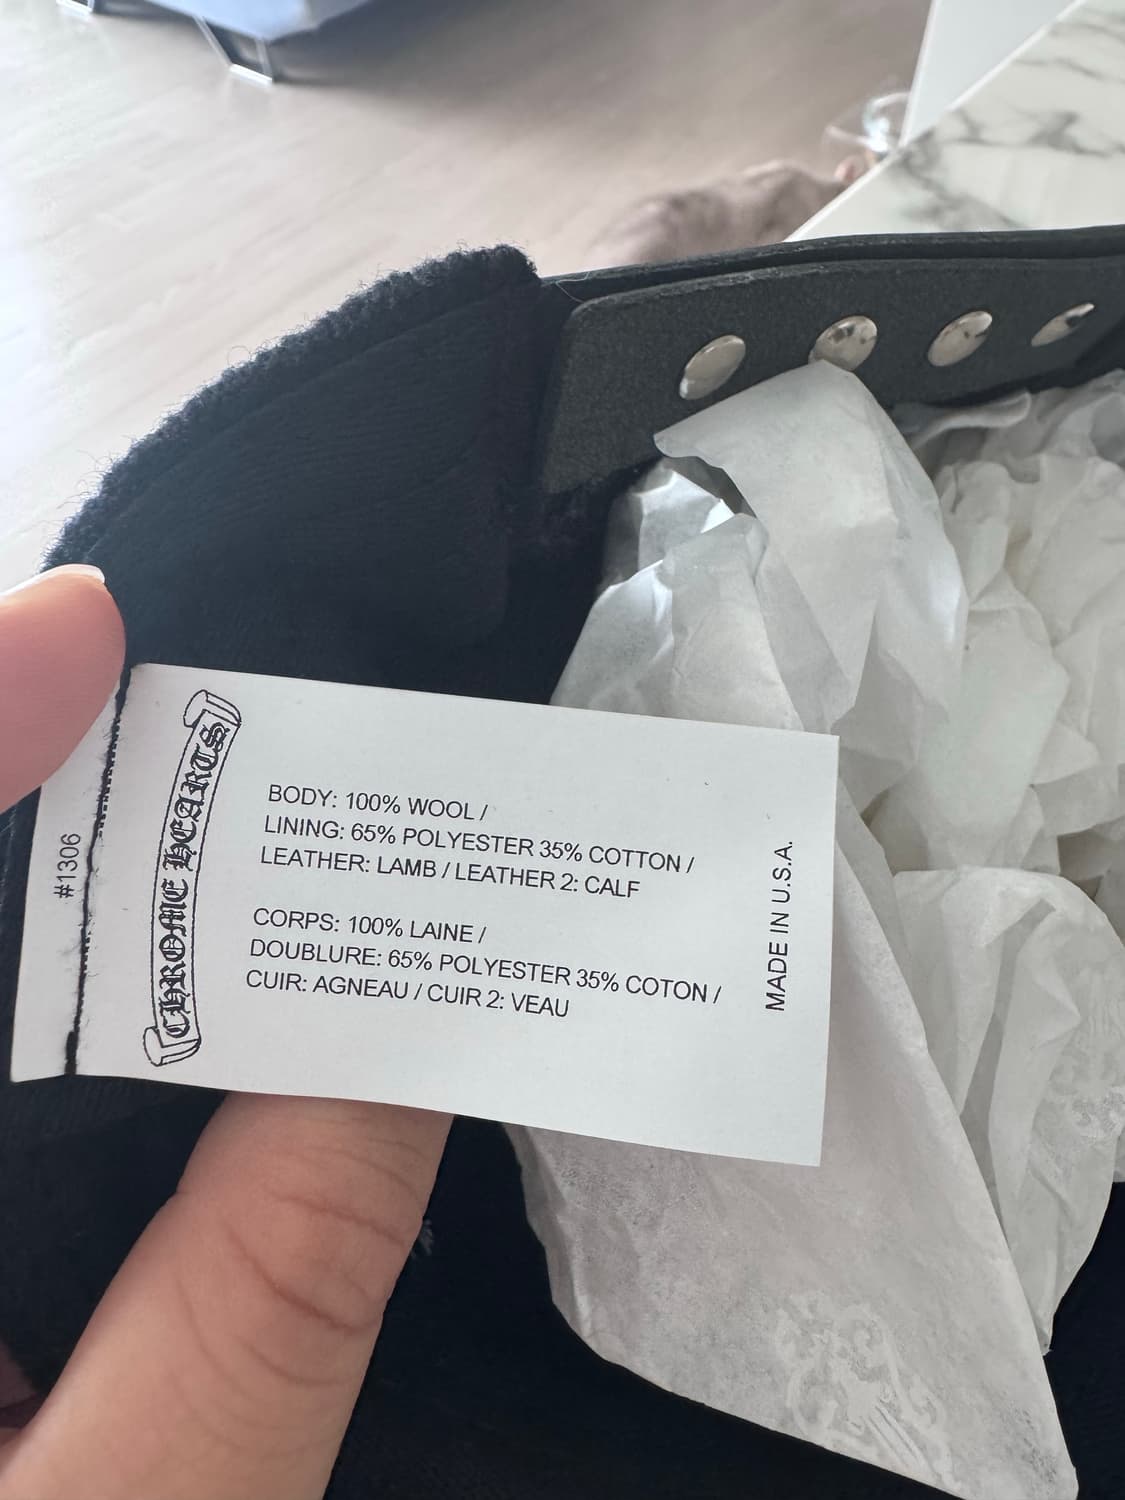 #1306
CHROME HEARTS
BODY: 100% WOOL /
LINING: 65% POLYESTER 35% COTTON /
LEATHER: LAMB / LEATHER 2: CALF
CORPS: 100% LAINE /
DOUBLURE: 65% POLYESTER 35% COTON /
CUIR: AGNEAU / CUIR 2: VEAU
MADE IN U.S.A.